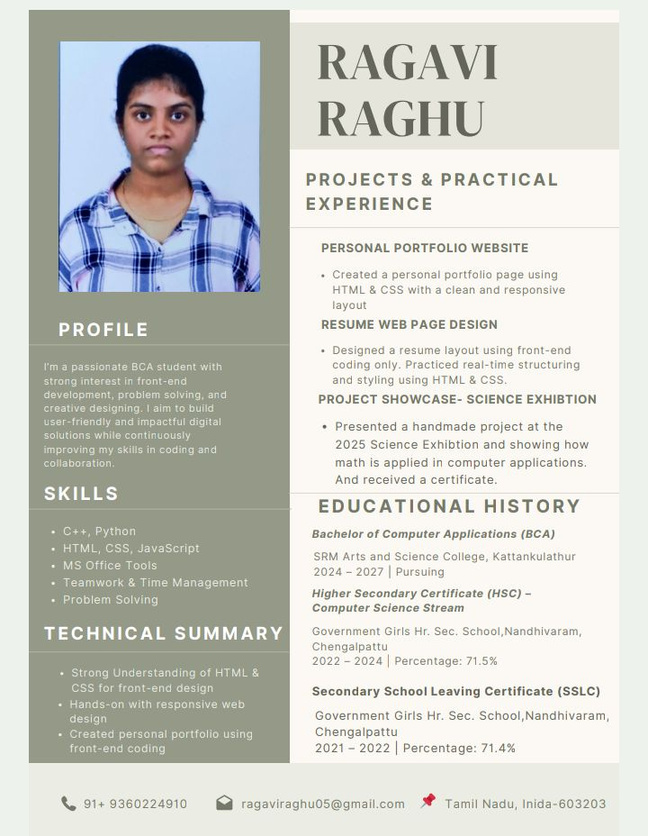 RAGAVI
RAGHU
PROFILE
I'm a passionate BCA student with
strong interest in front-end
development, problem solving, and
creative designing. I aim to build
user-friendly and impactful digital
solutions while continuously
improving my skills in coding and
collaboration.
SKILLS
• C++, Python
• HTML, CSS, JavaScript
• MS Office Tools
• Teamwork & Time Management
• Problem Solving
TECHNICAL SUMMARY
• Strong Understanding of HTML &
CSS for front-end design
• Hands-on with responsive web
design
• Created personal portfolio using
front-end coding
PROJECTS & PRACTICAL
EXPERIENCE
PERSONAL PORTFOLIO WEBSITE
• Created a personal portfolio page using
HTML & CSS with a clean and responsive
layout
RESUME WEB PAGE DESIGN
• Designed a resume layout using front-end
coding only. Practiced real-time structuring
and styling using HTML & CSS.
PROJECT SHOWCASE- SCIENCE EXHIBTION
• Presented a handmade project at the
2025 Science Exhibtion and showing how
math is applied in computer applications.
And received a certificate.
EDUCATIONAL HISTORY
Bachelor of Computer Applications (BCA)
SRM Arts and Science College, Kattankulathur
2024 – 2027 | Pursuing
Higher Secondary Certificate (HSC) –
Computer Science Stream
Government Girls Hr. Sec. School,Nandhivaram,
Chengalpattu
2022 – 2024 | Percentage: 71.5%
Secondary School Leaving Certificate (SSLC)
Government Girls Hr. Sec. School,Nandhivaram,
Chengalpattu
2021 – 2022 | Percentage: 71.4%
91+ 9360224910
ragaviraghu05@gmail.com
Tamil Nadu, Inida-603203